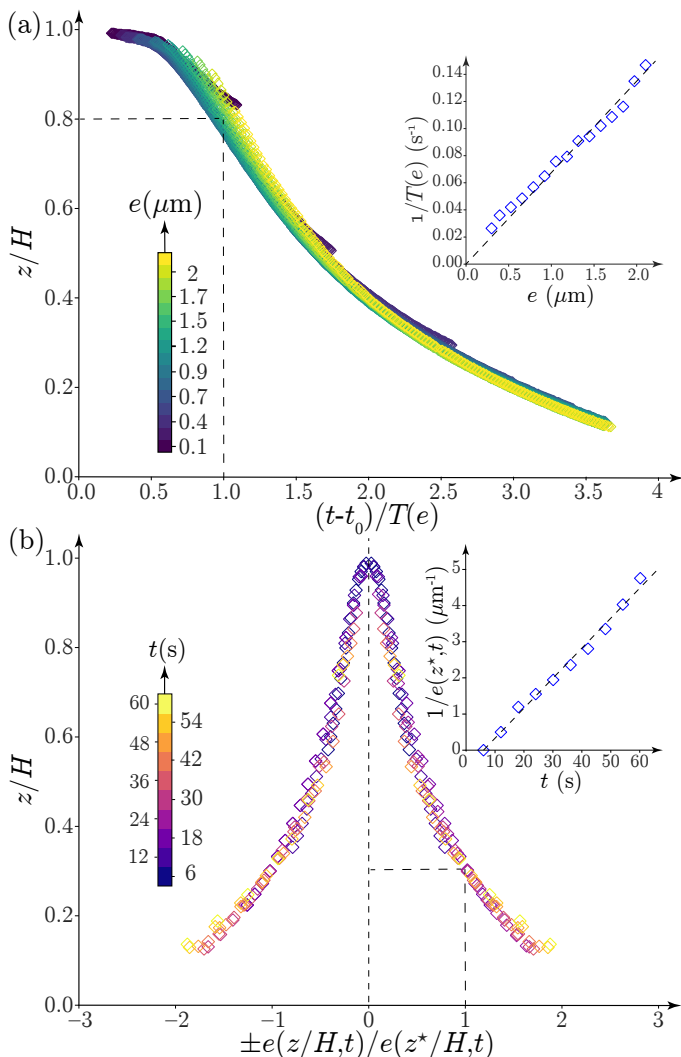 (a)
z/H
1.0
0.8
0.6
0.4
0.2
0.0
0.0 0.5 1.0 1.5 2.0 2.5 3.0 3.5 4
(t-t₀)/T(e)
e(μm)
2
1.7
1.5
1.2
0.9
0.7
0.4
0.1
1/T(e) (s⁻¹)
0.14
0.12
0.10
0.08
0.06
0.04
0.02
0.00
0.0 0.5 1.0 1.5 2.0
e (μm)
(b)
z/H
1.0
0.8
0.6
0.4
0.2
0.0
−3 −2 −1 0 1 2 3
±e(z/H,t)/e(z*/H,t)
t(s)
60
54
48
42
36
30
24
18
12
6
1/e(z*,t) (μm⁻¹)
5
4
3
2
1
0
10 20 30 40 50 60
t (s)